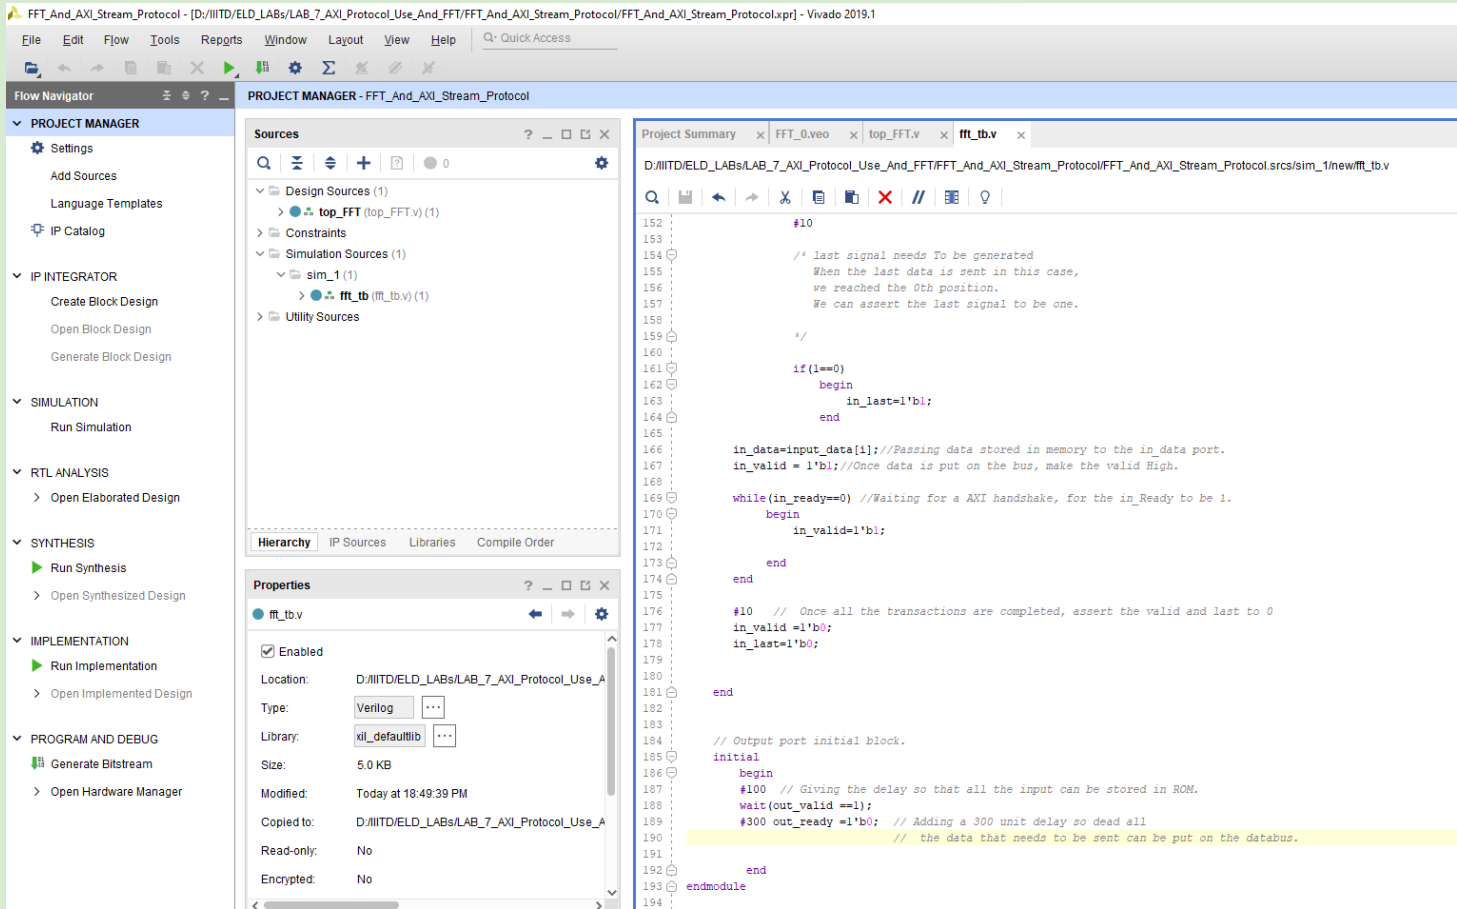 FFT_And_AXI_Stream_Protocol - [D:/IIITD/ELD_LABs/LAB_7_AXI_Protocol_Use_And_FFT/FFT_And_AXI_Stream_Protocol/FFT_And_AXI_Stream_Protocol.xpr] - Vivado 2019.1
File Edit Flow Tools Reports Window Layout View Help Quick Access
Flow Navigator
PROJECT MANAGER
Settings
Add Sources
Language Templates
IP Catalog
IP INTEGRATOR
Create Block Design
Open Block Design
Generate Block Design
SIMULATION
Run Simulation
RTL ANALYSIS
Open Elaborated Design
SYNTHESIS
Run Synthesis
Open Synthesized Design
IMPLEMENTATION
Run Implementation
Open Implemented Design
PROGRAM AND DEBUG
Generate Bitstream
Open Hardware Manager
PROJECT MANAGER - FFT_And_AXI_Stream_Protocol
Sources
0
Design Sources (1)
top_FFT (top_FFT.v) (1)
Constraints
Simulation Sources (1)
sim_1 (1)
fft_tb (fft_tb.v) (1)
Utility Sources
Hierarchy IP Sources Libraries Compile Order
Properties
fft_tb.v
Enabled
Location: D:/IIITD/ELD_LABs/LAB_7_AXI_Protocol_Use_A
Type: Verilog
Library: xil_defaultlib
Size: 5.0 KB
Modified: Today at 18:49:39 PM
Copied to: D:/IIITD/ELD_LABs/LAB_7_AXI_Protocol_Use_A
Read-only: No
Encrypted: No
Project Summary FFT_0.veo top_FFT.v fft_tb.v
D:/IIITD/ELD_LABs/LAB_7_AXI_Protocol_Use_And_FFT/FFT_And_AXI_Stream_Protocol/FFT_And_AXI_Stream_Protocol.srcs/sim_1/new/fft_tb.v
152 #10
153
154 /* last signal needs To be generated
155 When the last data is sent in this case,
156 we reached the 0th position.
157 We can assert the last signal to be one.
158
159 */
160
161 if(i==0)
162 begin
163 in_last=1'b1;
164 end
165
166 in_data=input_data[i];//Passing data stored in memory to the in_data port.
167 in_valid = 1'b1;//Once data is put on the bus, make the valid High.
168
169 while(in_ready==0) //Waiting for a AXI handshake, for the in_Ready to be 1.
170 begin
171 in_valid=1'b1;
172
173 end
174 end
175
176 #10 // Once all the transactions are completed, assert the valid and last to 0
177 in_valid =1'b0;
178 in_last=1'b0;
179
180
181 end
182
183
184 // Output port initial block.
185 initial
186 begin
187 #100 // Giving the delay so that all the input can be stored in ROM.
188 wait(out_valid ==1);
189 #300 out_ready =1'b0; // Adding a 300 unit delay so dead all
190 // the data that needs to be sent can be put on the databus.
191
192 end
193 endmodule
194